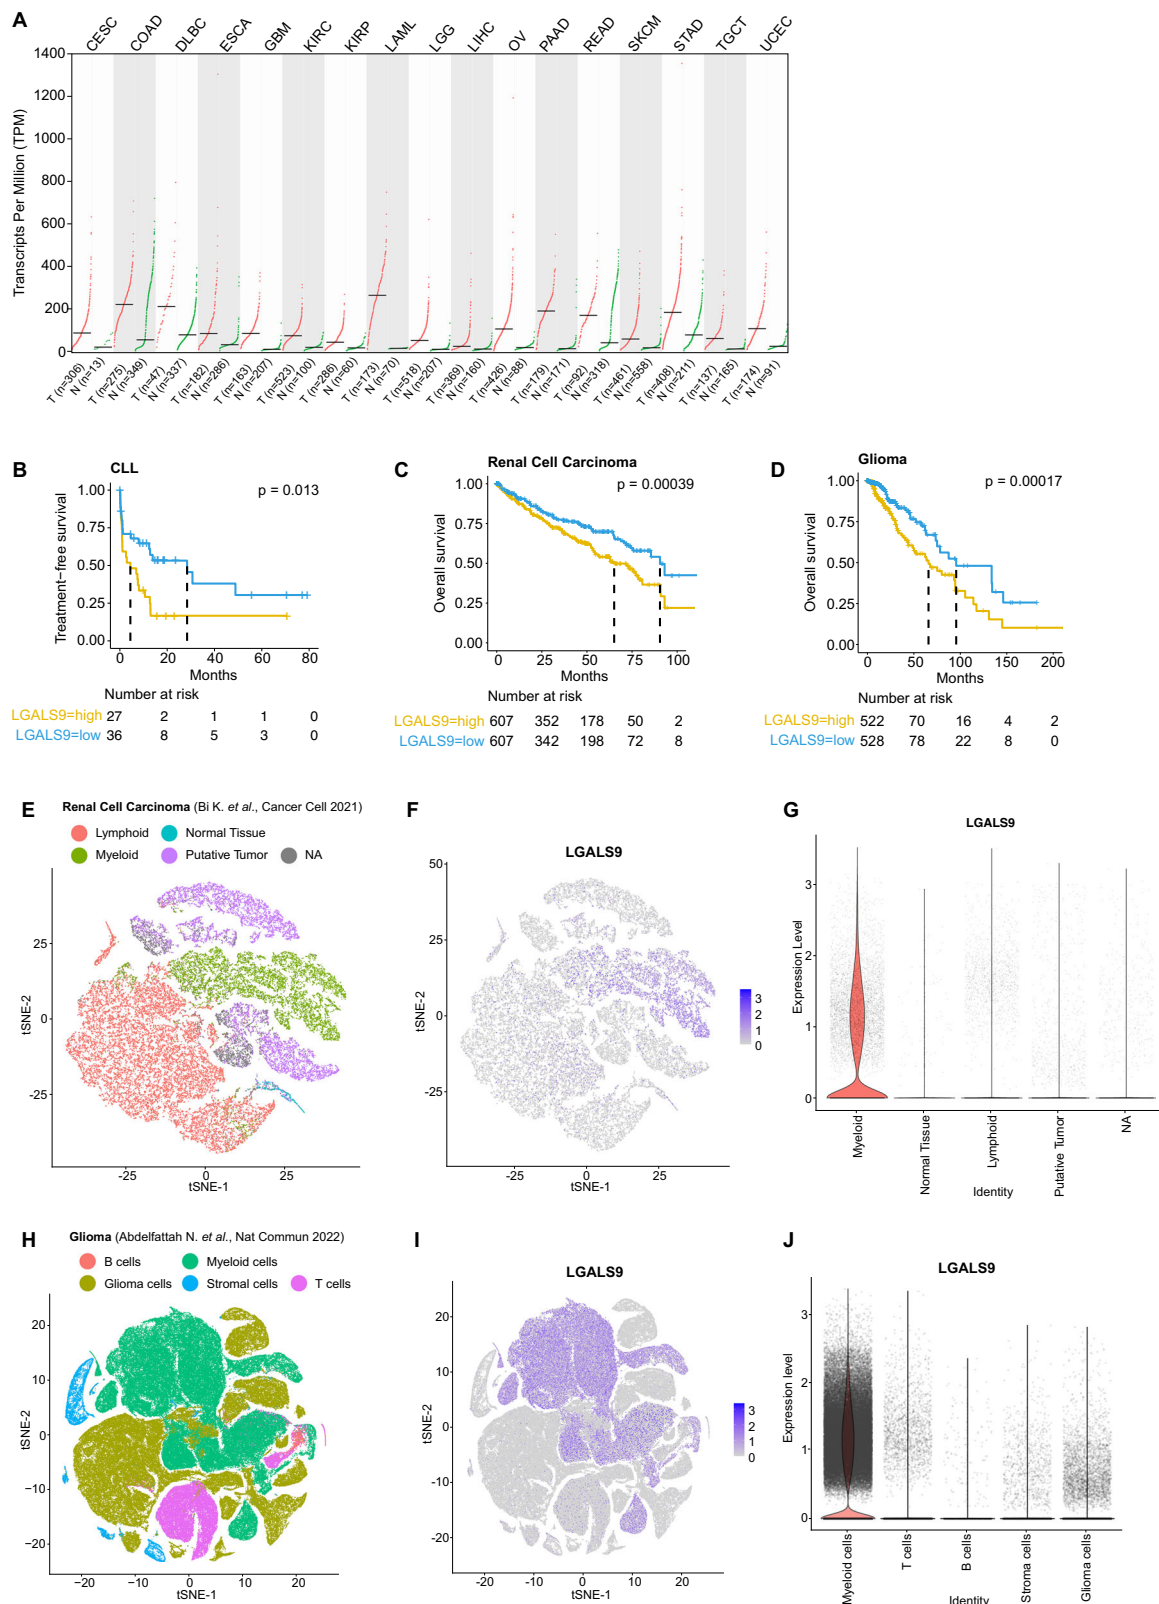 A
CESC COAD DLBC ESCA GBM KIRC KIRP LAML LGG LIHC OV PAAD READ SKCM STAD TGCT UCEC
Transcripts Per Million (TPM)
1400
1200
1000
800
600
400
200
0
T (n=306) N (n=13) T (n=275) N (n=349) T (n=47) N (n=337) T (n=182) N (n=286) T (n=163) N (n=207) T (n=523) N (n=100) T (n=286) N (n=60) T (n=173) N (n=70) T (n=518) N (n=207) T (n=369) N (n=160) T (n=426) N (n=88) T (n=179) N (n=171) T (n=92) N (n=318) T (n=461) N (n=558) T (n=408) N (n=211) T (n=137) N (n=165) T (n=174) N (n=91)
B
CLL
p = 0.013
Treatment-free survival
1.00
0.75
0.50
0.25
0.00
0 20 40 60 80
Months
Number at risk
LGALS9=high 27 2 1 1 0
LGALS9=low 36 8 5 3 0
C
Renal Cell Carcinoma
p = 0.00039
Overall survival
1.00
0.75
0.50
0.25
0.00
0 25 50 75 100
Months
Number at risk
LGALS9=high 607 352 178 50 2
LGALS9=low 607 342 198 72 8
D
Glioma
p = 0.00017
Overall survival
1.00
0.75
0.50
0.25
0.00
0 50 100 150 200
Months
Number at risk
LGALS9=high 522 70 16 4 2
LGALS9=low 528 78 22 8 0
E
Renal Cell Carcinoma (Bi K. et al., Cancer Cell 2021)
Lymphoid Normal Tissue
Myeloid Putative Tumor NA
tSNE-2
25
0
-25
-25 0 25
tSNE-1
F
LGALS9
tSNE-2
50
25
0
-25
-25 0 25
tSNE-1
3
2
1
0
G
LGALS9
Expression Level
3
2
1
0
Myeloid Normal Tissue Lymphoid Putative Tumor NA
Identity
H
Glioma (Abdelfattah N. et al., Nat Commun 2022)
B cells Myeloid cells
Glioma cells Stromal cells T cells
tSNE-2
20
10
0
−10
−20
−20 −10 0 10 20
tSNE-1
I
LGALS9
tSNE-2
20
10
0
-10
-20
-20 -10 0 10 20
tSNE-1
3
2
1
0
J
LGALS9
Expression level
3
2
1
0
Myeloid cells T cells B cells Stroma cells Glioma cells
Identity